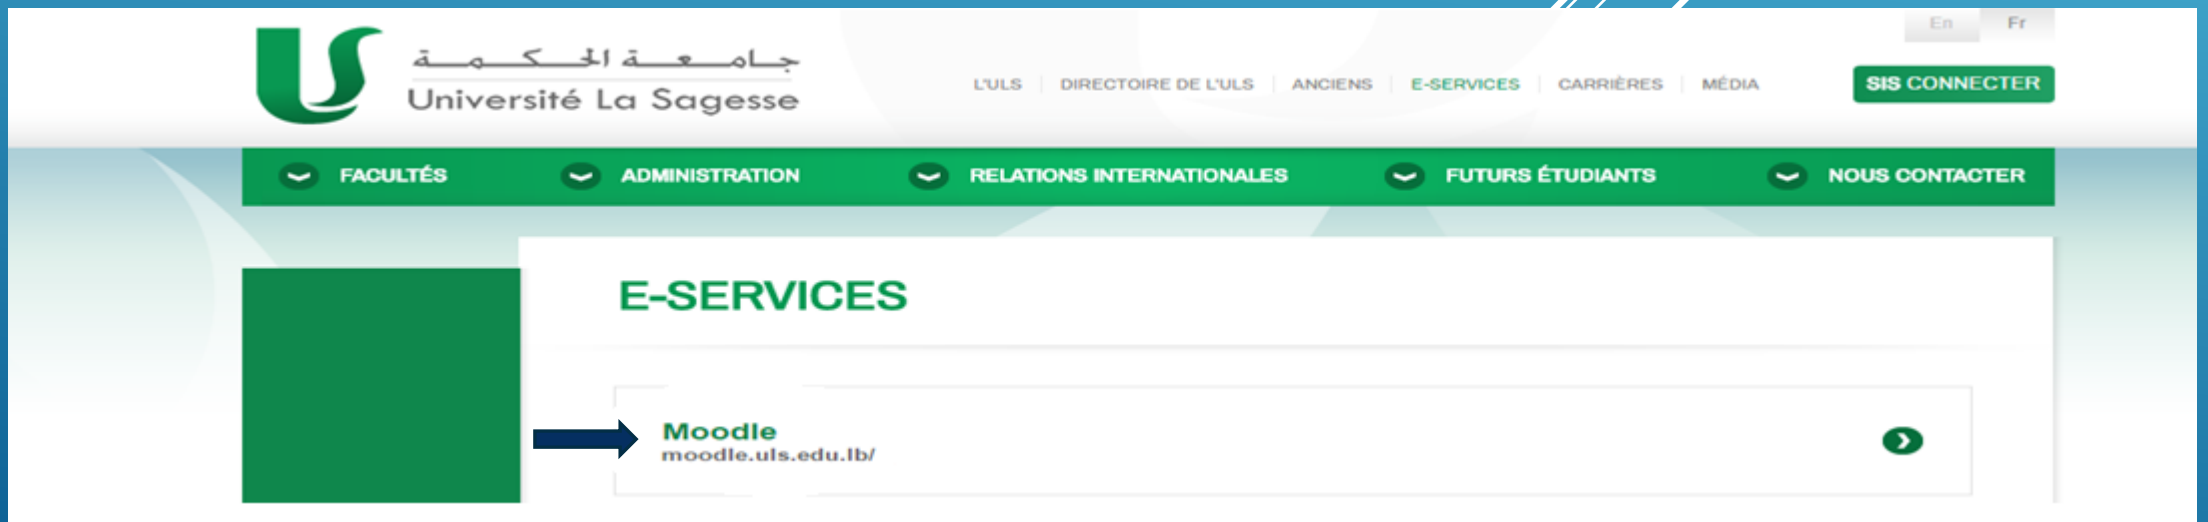 En Fr
جامعة الحكمة
Université La Sagesse
L'ULS DIRECTOIRE DE L'ULS ANCIENS E-SERVICES CARRIÈRES MÉDIA SIS CONNECTER
FACULTÉS ADMINISTRATION RELATIONS INTERNATIONALES FUTURS ÉTUDIANTS NOUS CONTACTER
E-SERVICES
Moodle
moodle.uls.edu.lb/